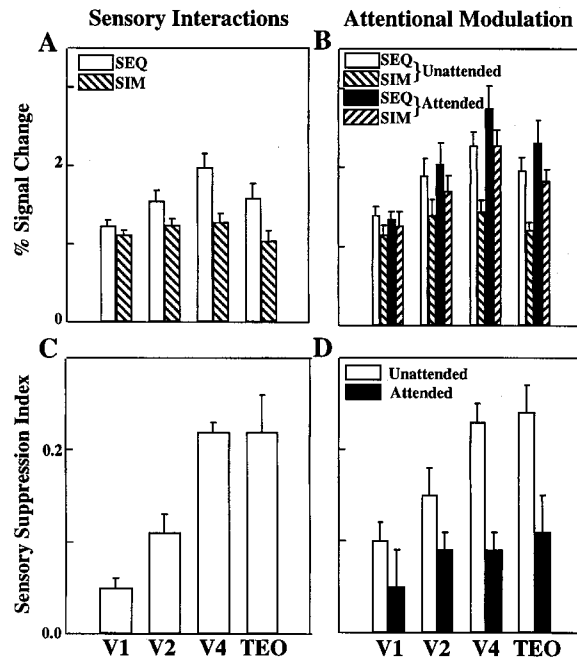 Sensory Interactions
Attentional Modulation
A
SEQ
SIM
B
SEQ
SIM
Unattended
SEQ
SIM
Attended
% Signal Change
2
1
0
C
D
Unattended
Attended
Sensory Suppression Index
0.2
0.0
V1 V2 V4 TEO
V1 V2 V4 TEO